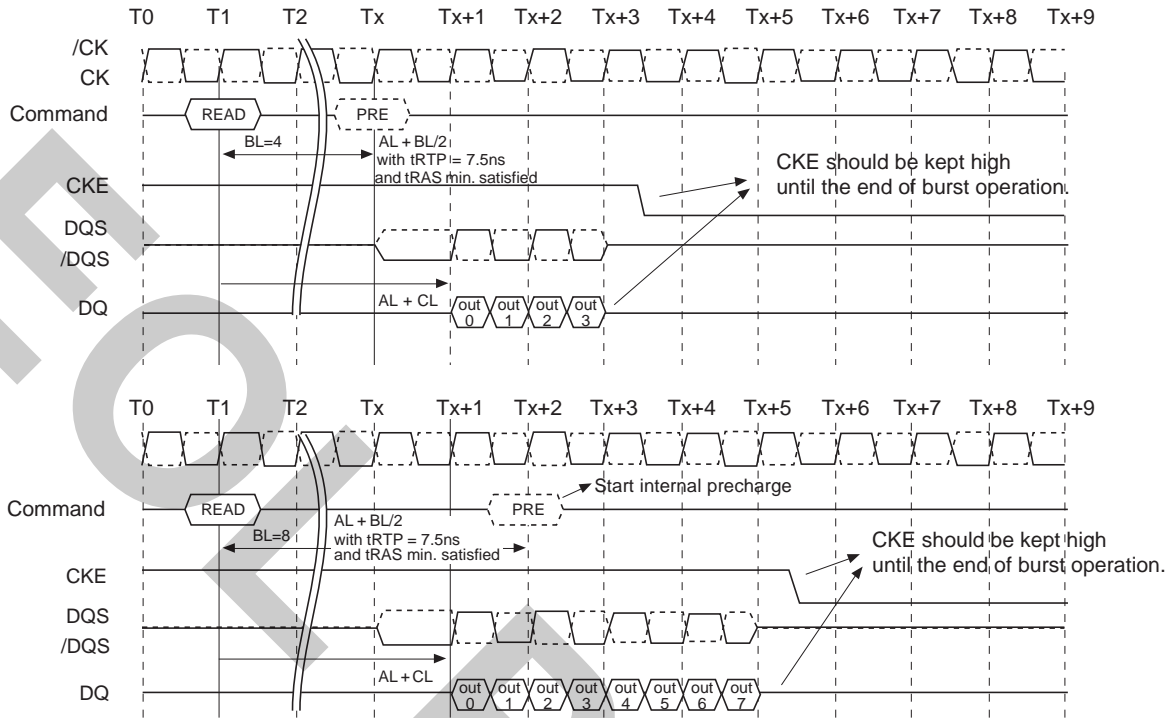 T0 T1 T2 Tx Tx+1 Tx+2 Tx+3 Tx+4 Tx+5 Tx+6 Tx+7 Tx+8 Tx+9
/CK
CK
Command READ PRE
BL=4
AL + BL/2
with tRTP = 7.5ns
and tRAS min. satisfied
CKE should be kept high
until the end of burst operation.
CKE
DQS
/DQS
AL + CL
DQ out 0 out 1 out 2 out 3
T0 T1 T2 Tx Tx+1 Tx+2 Tx+3 Tx+4 Tx+5 Tx+6 Tx+7 Tx+8 Tx+9
Start internal precharge
Command READ PRE
BL=8
AL + BL/2
with tRTP = 7.5ns
and tRAS min. satisfied
CKE should be kept high
until the end of burst operation.
CKE
DQS
/DQS
AL + CL
DQ out 0 out 1 out 2 out 3 out 4 out 5 out 6 out 7